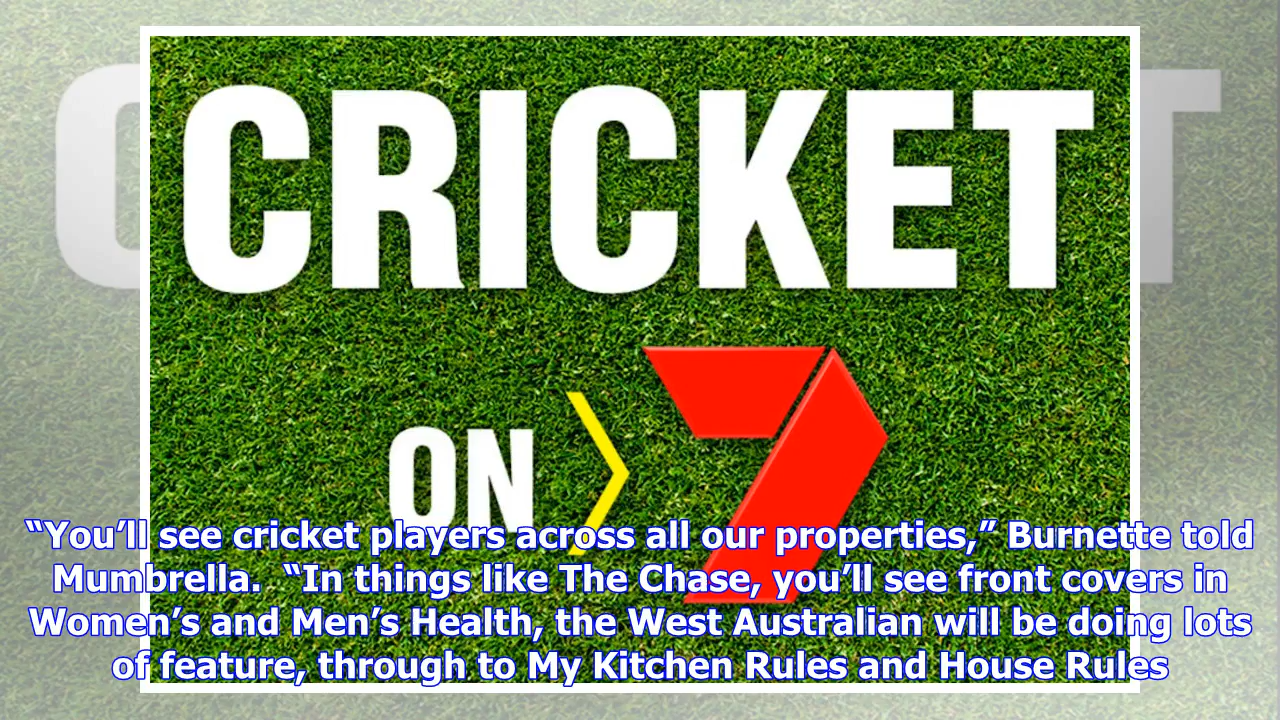 CRICKET
ON 7
“You’ll see cricket players across all our properties,” Burnette told
Mumbrella.  “In things like The Chase, you’ll see front covers in
Women’s and Men’s Health, the West Australian will be doing lots
of feature, through to My Kitchen Rules and House Rules